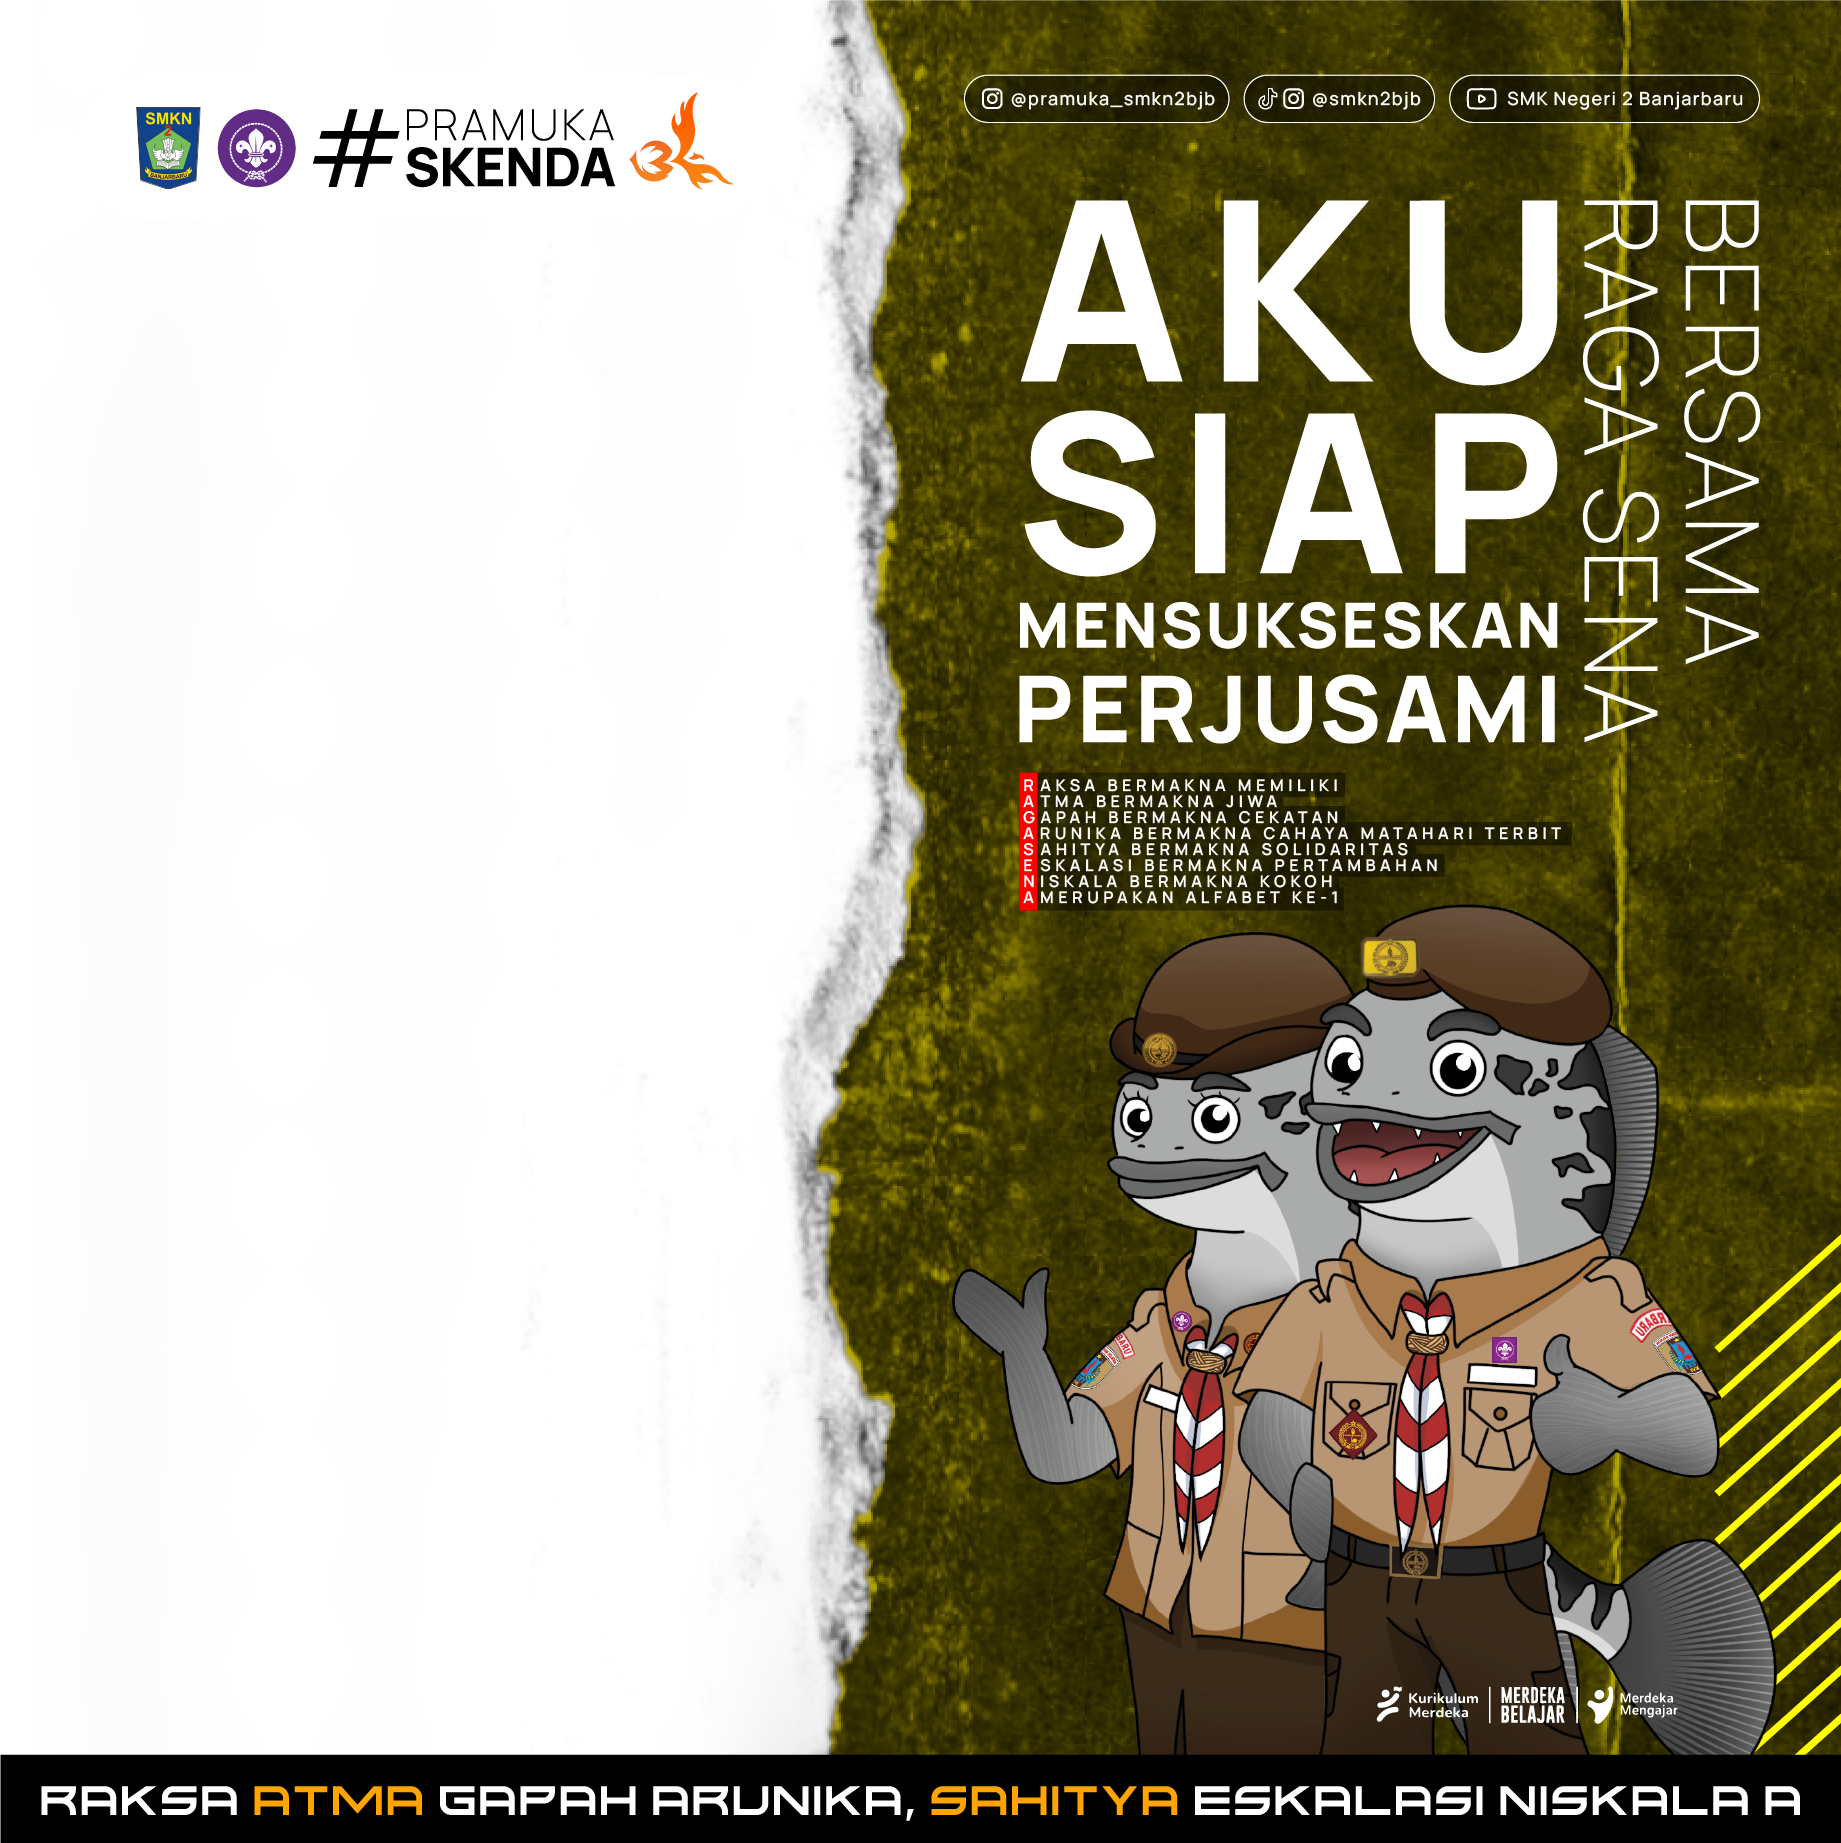 SMKN
2
BANJARBARU
#PRAMUKA
SKENDA
@pramuka_smkn2bjb
@smkn2bjb
SMK Negeri 2 Banjarbaru
AKU
SIAP
MENSUKSESKAN
PERJUSAMI
BERSAMA
RAGA SENA
RAKSA BERMAKNA MEMILIKI
ATMA BERMAKNA JIWA
GAPAH BERMAKNA CEKATAN
ARUNIKA BERMAKNA CAHAYA MATAHARI TERBIT
SAHITYA BERMAKNA SOLIDARITAS
ESKALASI BERMAKNA PERTAMBAHAN
NISKALA BERMAKNA KOKOH
A MERUPAKAN ALFABET KE-1
Kurikulum
Merdeka
MERDEKA
BELAJAR
Merdeka
Mengajar
RAKSA ATMA GAPAH ARUNIKA, SAHITYA ESKALASI NISKALA A